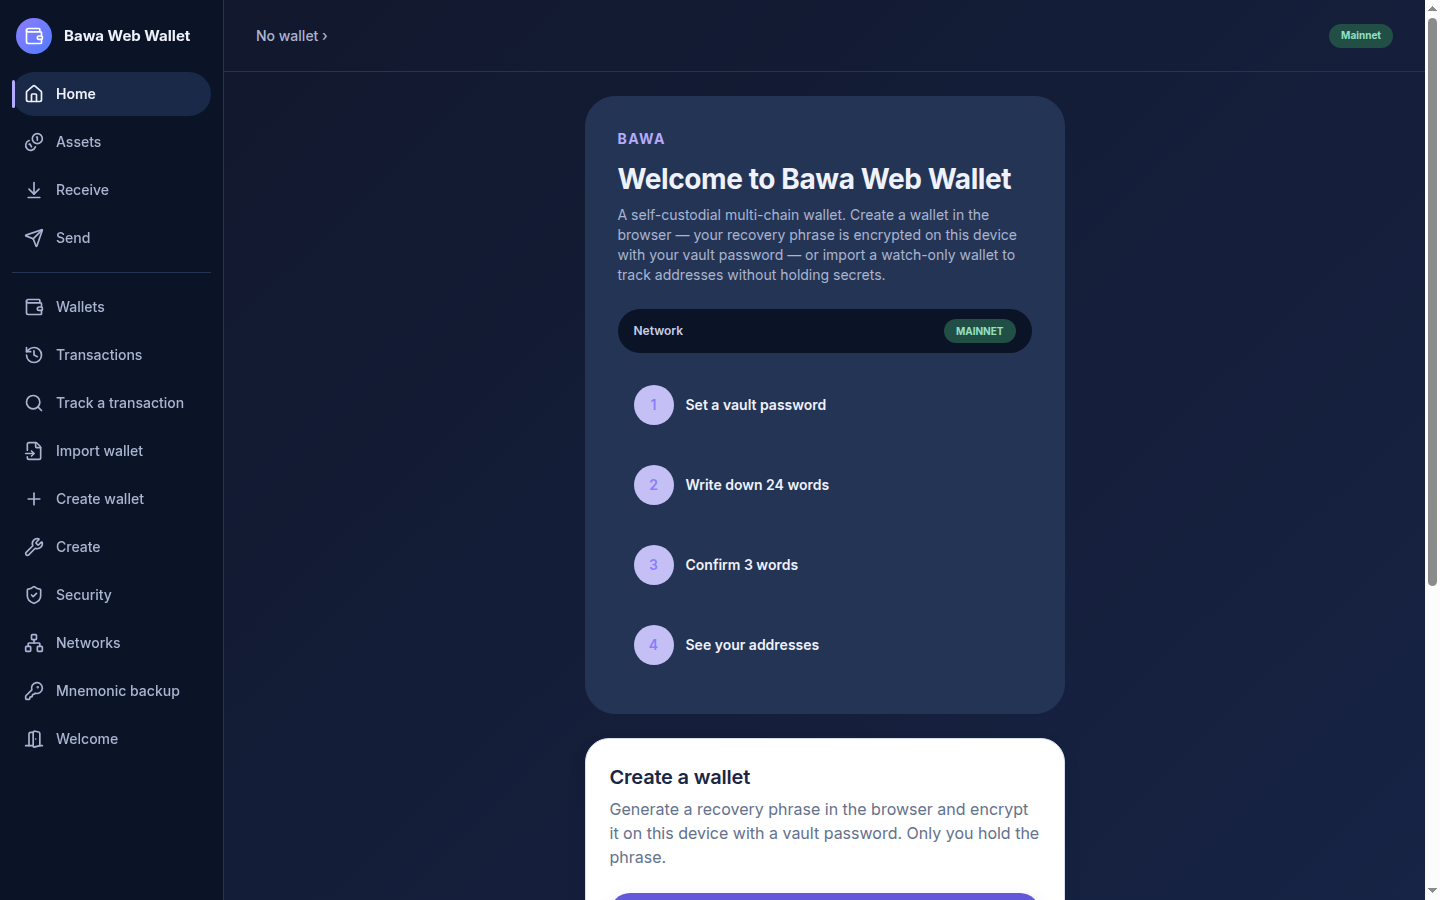 Bawa Web Wallet
Home
Assets
Receive
Send
Wallets
Transactions
Track a transaction
Import wallet
Create wallet
Create
Security
Networks
Mnemonic backup
Welcome
No wallet ›
Mainnet
BAWA
Welcome to Bawa Web Wallet
A self-custodial multi-chain wallet. Create a wallet in the
browser — your recovery phrase is encrypted on this device
with your vault password — or import a watch-only wallet to
track addresses without holding secrets.
Network
MAINNET
1 Set a vault password
2 Write down 24 words
3 Confirm 3 words
4 See your addresses
Create a wallet
Generate a recovery phrase in the browser and encrypt
it on this device with a vault password. Only you hold the
phrase.